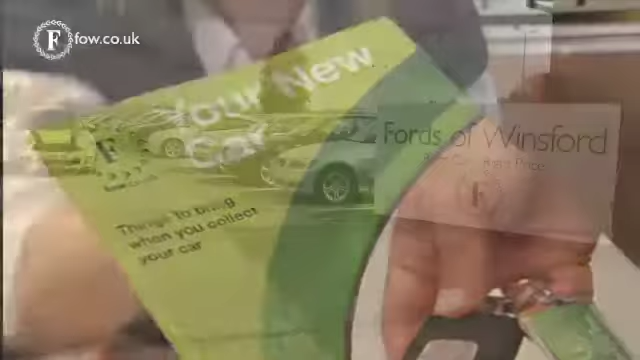 F fow.co.uk
Your New
Car
F
Things to bring
when you collect
your car
Fords of Winsford
F